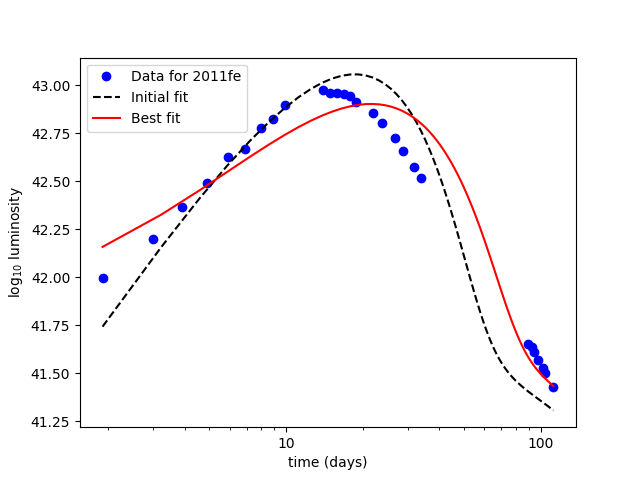 Data for 2011fe
Initial fit
Best fit
43.00
42.75
42.50
42.25
42.00
41.75
41.50
41.25
log₁₀ luminosity
10
100
time (days)